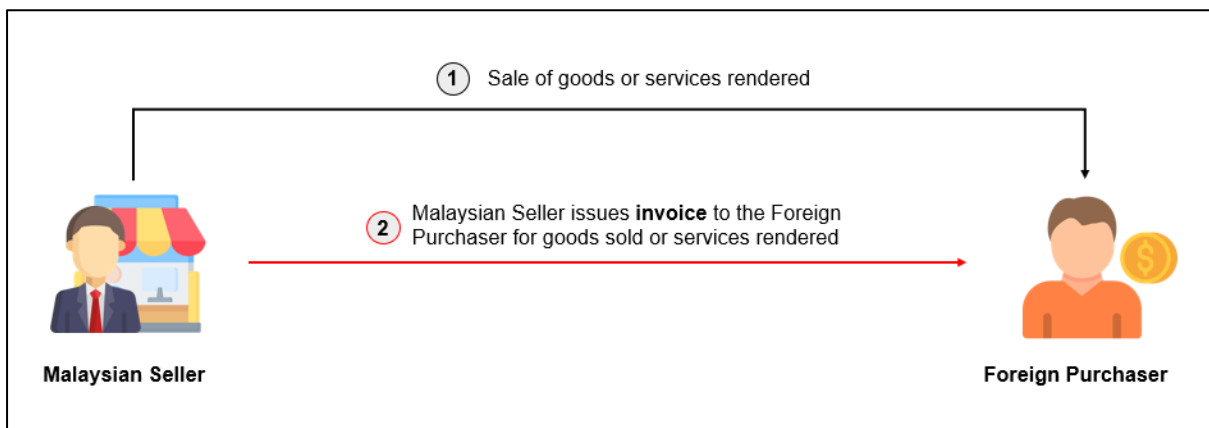 1 Sale of goods or services rendered
2 Malaysian Seller issues invoice to the Foreign
Purchaser for goods sold or services rendered
$
Malaysian Seller
Foreign Purchaser